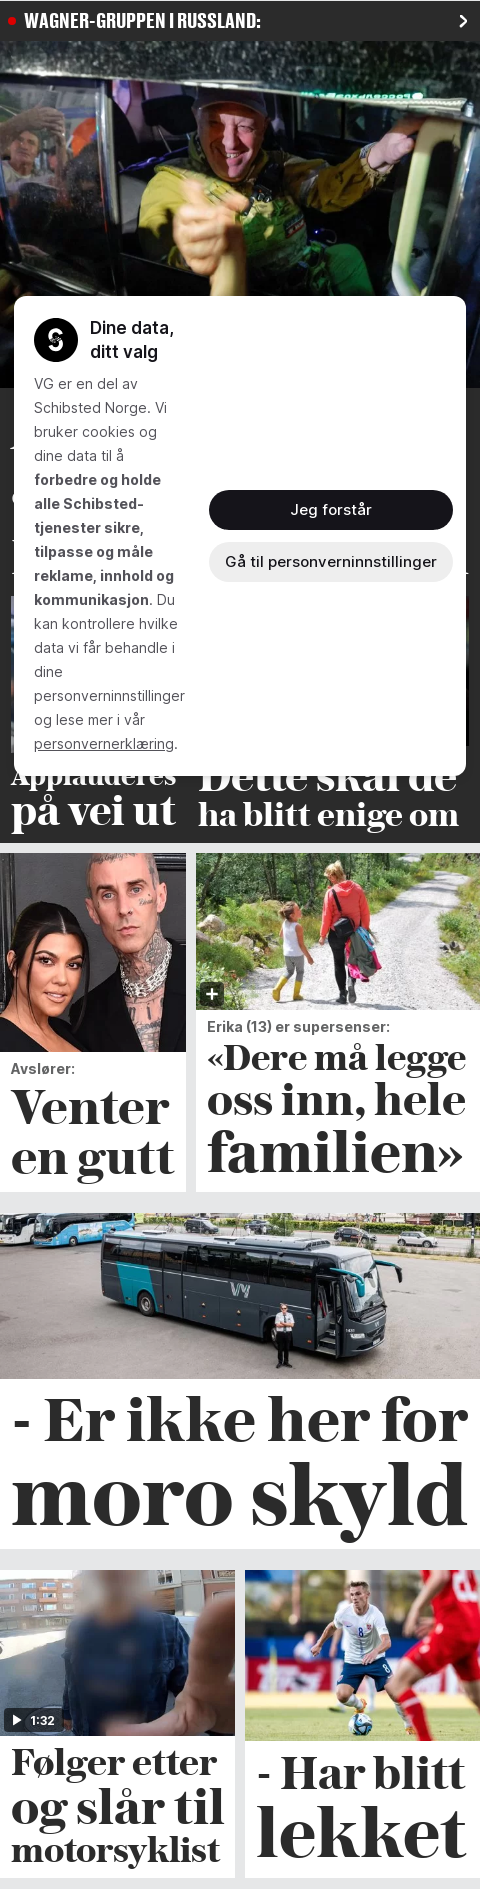 WAGNER-GRUPPEN I RUSSLAND:
Dine data,
ditt valg
VG er en del av
Schibsted Norge. Vi
bruker cookies og
dine data til å
forbedre og holde
alle Schibsted-
tjenester sikre,
tilpasse og måle
reklame, innhold og
kommunikasjon. Du
kan kontrollere hvilke
data vi får behandle i
dine
personverninnstillinger
og lese mer i vår
personvernerklæring.
Jeg forstår
Gå til personverninnstillinger
Applauderes
på vei ut
Dette skal de
ha blitt enige om
Avslører:
Venter
en gutt
Erika (13) er supersenser:
«Dere må legge
oss inn, hele
familien»
- Er ikke her for
moro skyld
1:32
Følger etter
og slår til
motorsyklist
- Har blitt
lekket